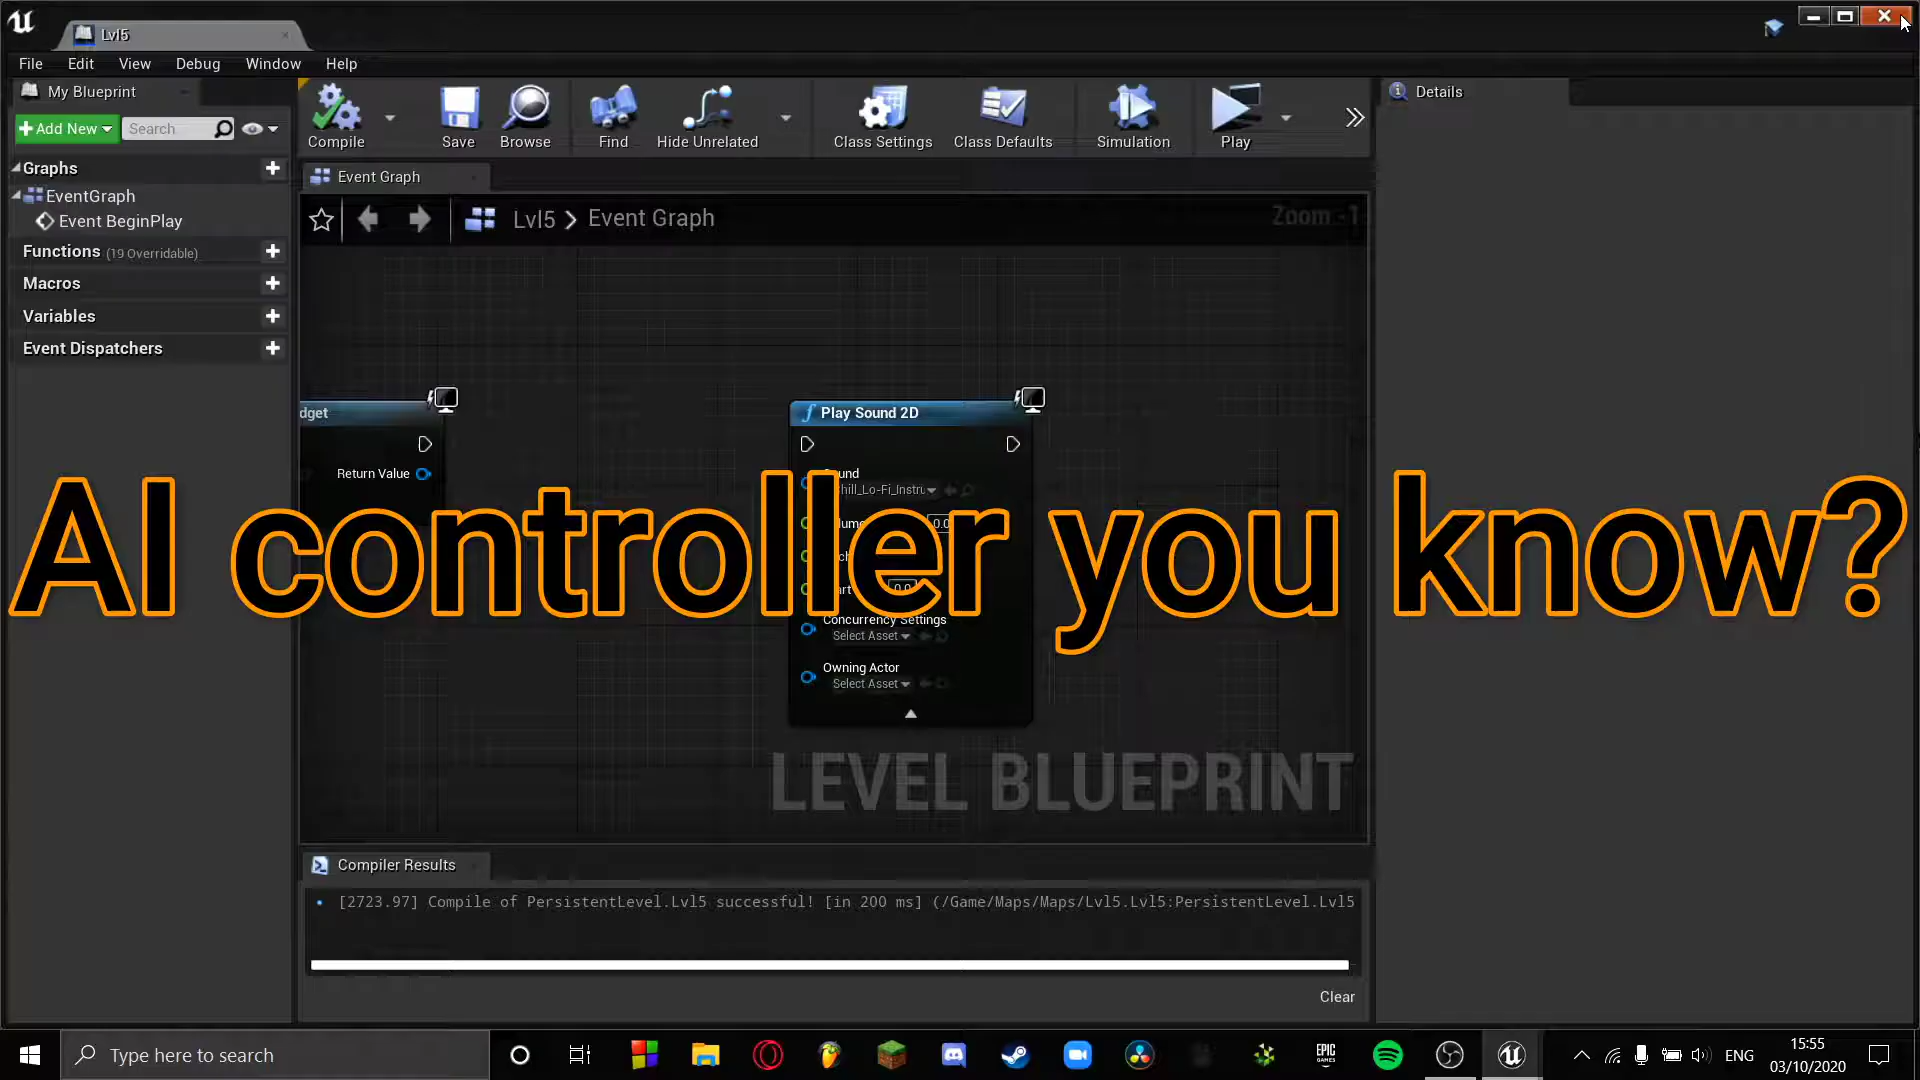 Lvl5
File Edit View Debug Window Help
My Blueprint
Add New
Search
Compile
Save
Browse
Find
Hide Unrelated
Class Settings
Class Defaults
Simulation
Play
Details
Graphs
EventGraph
Event BeginPlay
Functions (19 Overridable)
Macros
Variables
Event Dispatchers
Event Graph
Lvl5 > Event Graph
Zoom -1
dget
Return Value
Play Sound 2D
Select Asset
Concurrency Settings
Owning Actor
Select Asset
AI controller you know?
LEVEL BLUEPRINT
Compiler Results
[2723.97] Compile of PersistentLevel.Lvl5 successful! [in 200 ms] (/Game/Maps/Maps/Lvl5.Lvl5:PersistentLevel.Lvl5
Clear
Type here to search
EPIC GAMES
ENG
15:55
03/10/2020